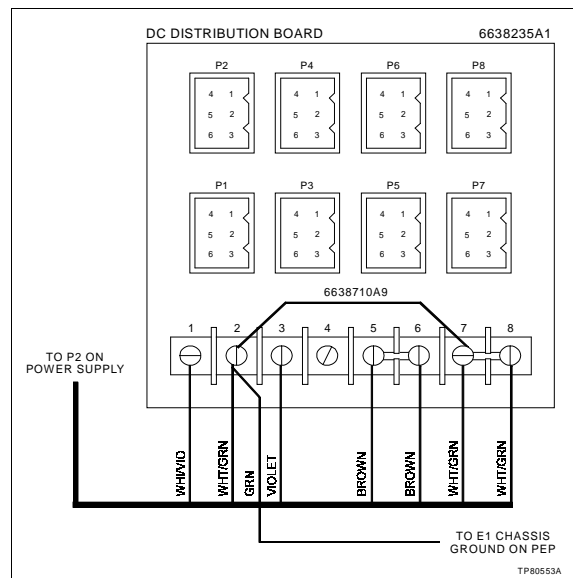 DC DISTRIBUTION BOARD 6638235A1
P2 P4 P6 P8
4 1 4 1 4 1 4 1
5 2 5 2 5 2 5 2
6 3 6 3 6 3 6 3
P1 P3 P5 P7
4 1 4 1 4 1 4 1
5 2 5 2 5 2 5 2
6 3 6 3 6 3 6 3
6638710A9
1 2 3 4 5 6 7 8
TO P2 ON
POWER SUPPLY
WHI/VIO
WHT/GRN
GRN
VIOLET
BROWN
BROWN
WHT/GRN
WHT/GRN
TO E1 CHASSIS
GROUND ON PEP
TP80553A